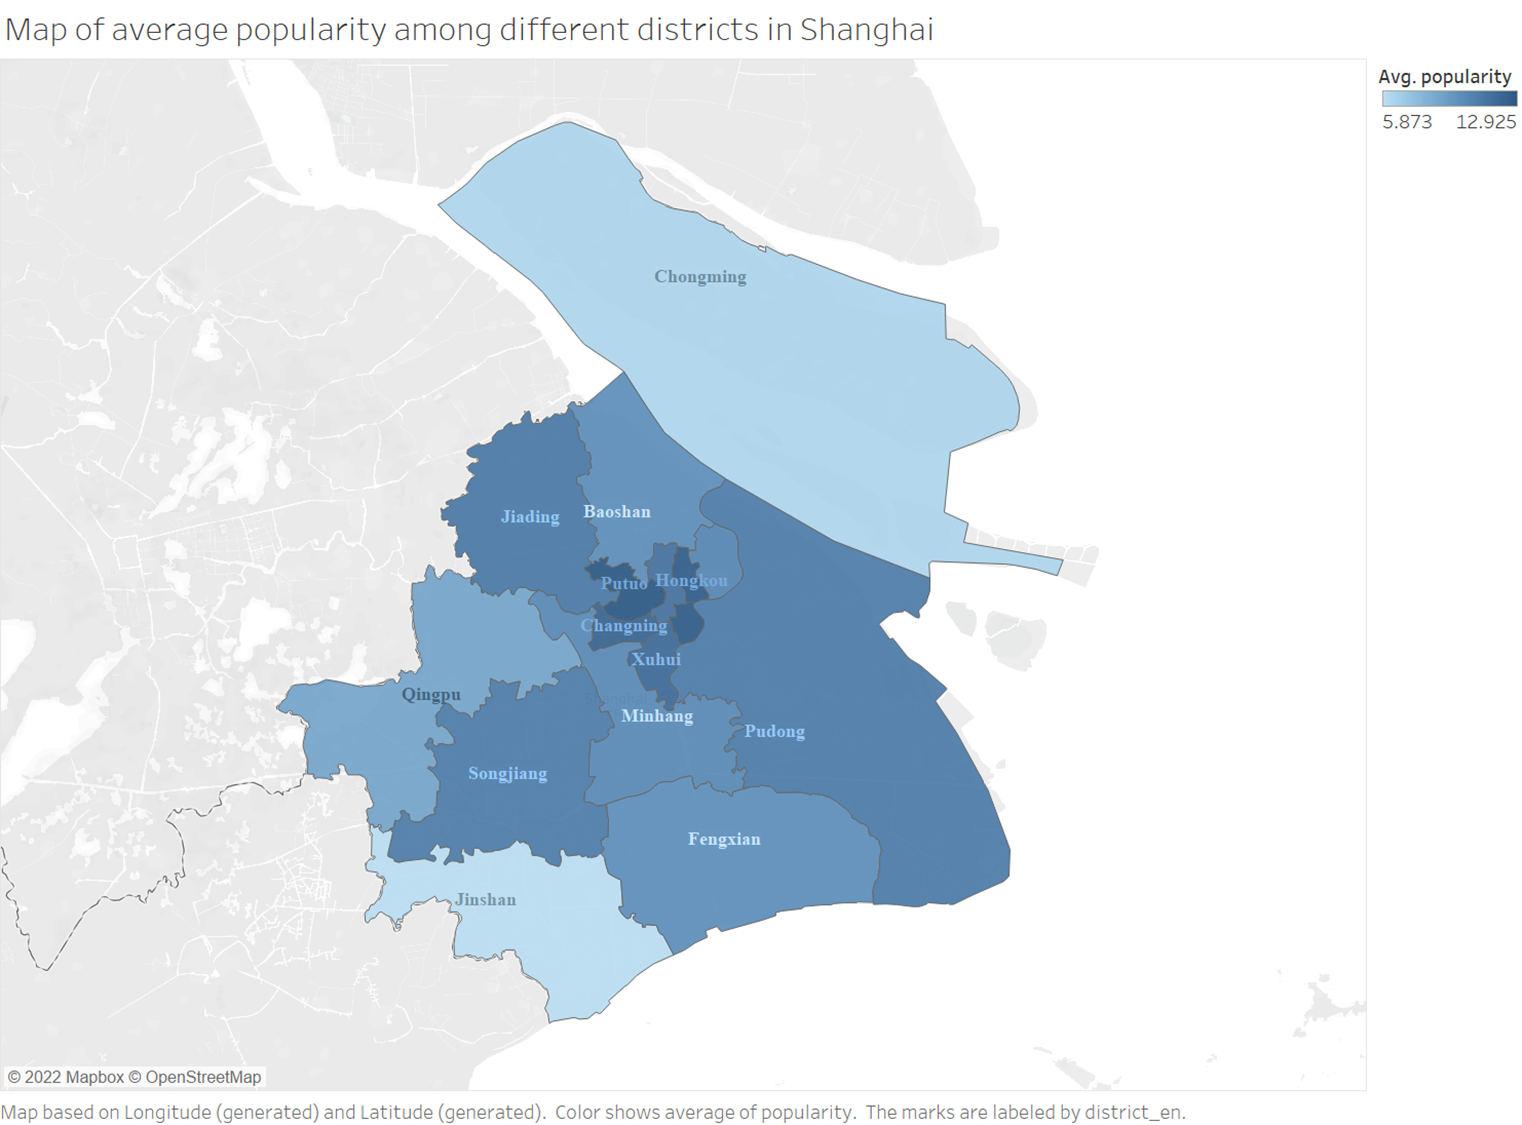 Map of average popularity among different districts in Shanghai
Avg. popularity
5.873 12.925
Chongming
Jiading
Baoshan
Putuo
Hongkou
Changning
Xuhui
Shanghai
Qingpu
Minhang
Pudong
Songjiang
Fengxian
Jinshan
© 2022 Mapbox © OpenStreetMap
Map based on Longitude (generated) and Latitude (generated). Color shows average of popularity. The marks are labeled by district_en.